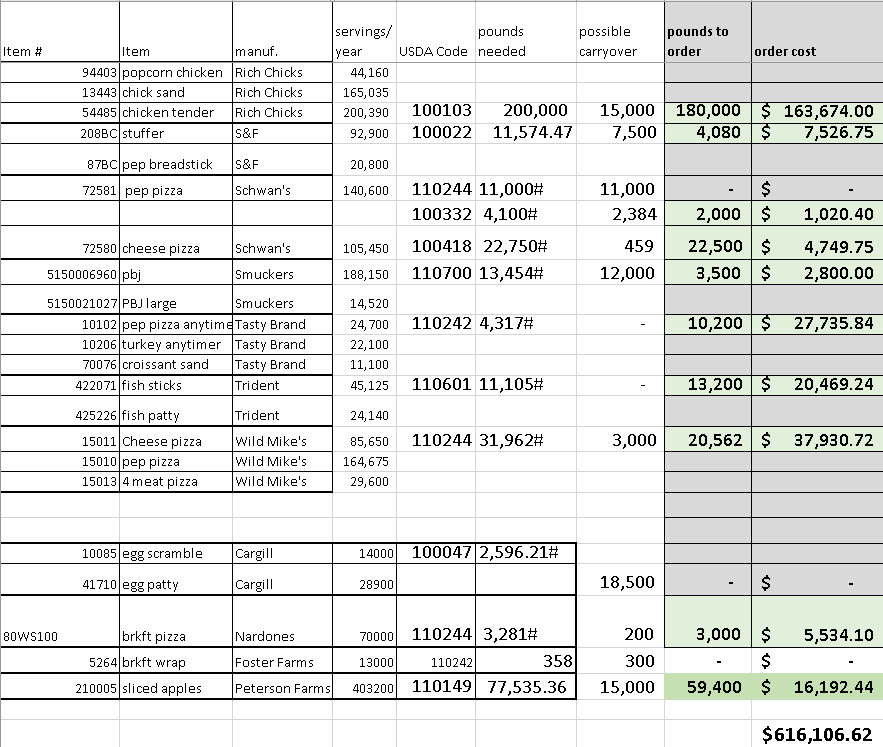 Item # Item manuf. servings/ year USDA Code pounds needed possible carryover pounds to order order cost
94403 popcorn chicken Rich Chicks 44,160
13443 chick sand Rich Chicks 165,035
54485 chicken tender Rich Chicks 200,390 100103 200,000 15,000 180,000 $ 163,674.00
208BC stuffer S&F 92,900 100022 11,574.47 7,500 4,080 $ 7,526.75
87BC pep breadstick S&F 20,800
72581 pep pizza Schwan's 140,600 110244 11,000# 11,000 - $ -
100332 4,100# 2,384 2,000 $ 1,020.40
72580 cheese pizza Schwan's 105,450 100418 22,750# 459 22,500 $ 4,749.75
5150006960 pbj Smuckers 188,150 110700 13,454# 12,000 3,500 $ 2,800.00
5150021027 PBJ large Smuckers 14,520
10102 pep pizza anytime Tasty Brand 24,700 110242 4,317# - 10,200 $ 27,735.84
10206 turkey anytimer Tasty Brand 22,100
70076 croissant sand Tasty Brand 11,100
422071 fish sticks Trident 45,125 110601 11,105# - 13,200 $ 20,469.24
425226 fish patty Trident 24,140
15011 Cheese pizza Wild Mike's 85,650 110244 31,962# 3,000 20,562 $ 37,930.72
15010 pep pizza Wild Mike's 164,675
15013 4 meat pizza Wild Mike's 29,600
10085 egg scramble Cargill 14000 100047 2,596.21#
41710 egg patty Cargill 28900 18,500 - $ -
80WS100 brkft pizza Nardones 70000 110244 3,281# 200 3,000 $ 5,534.10
5264 brkft wrap Foster Farms 13000 110242 358 300 - $ -
210005 sliced apples Peterson Farms 403200 110149 77,535.36 15,000 59,400 $ 16,192.44
$616,106.62